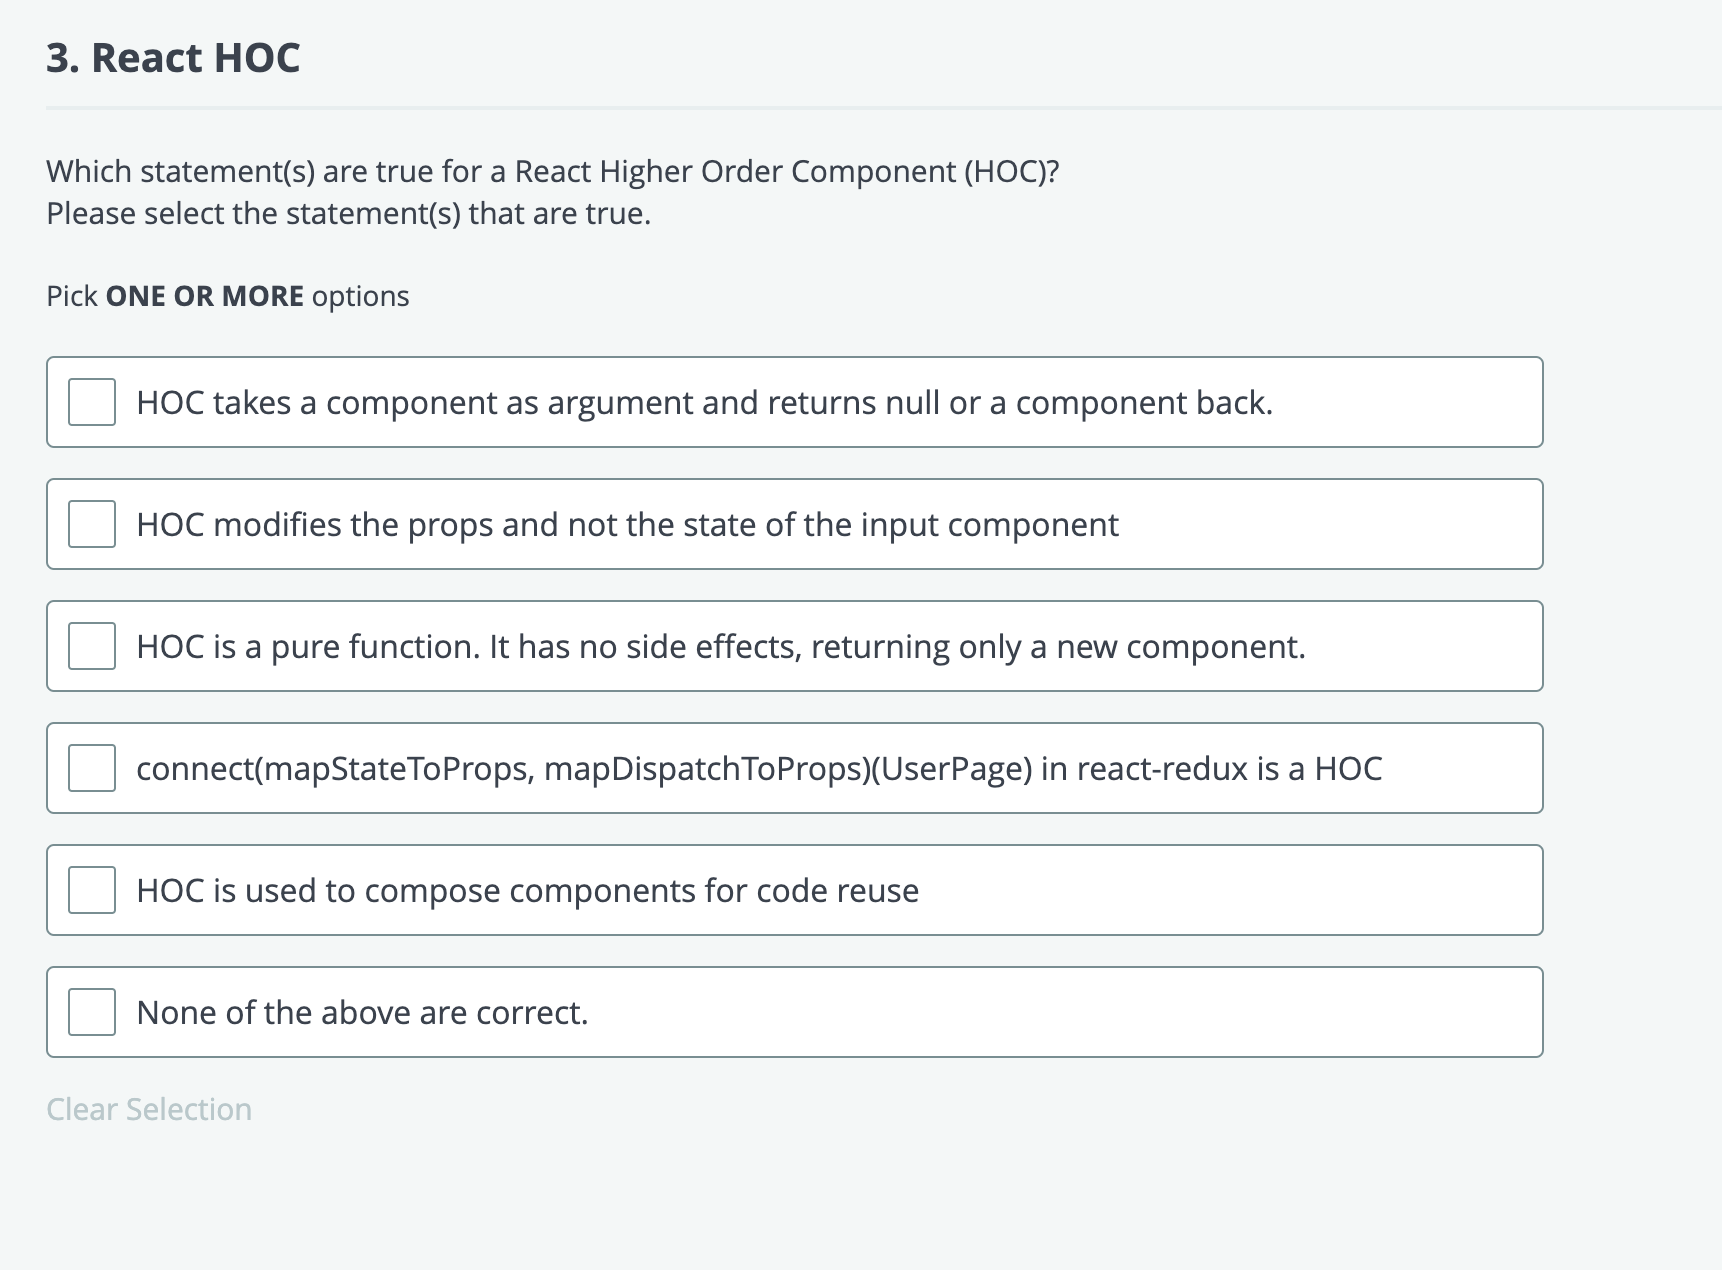 3. React HOC
Which statement(s) are true for a React Higher Order Component (HOC)?
Please select the statement(s) that are true.
Pick ONE OR MORE options
HOC takes a component as argument and returns null or a component back.
HOC modifies the props and not the state of the input component
HOC is a pure function. It has no side effects, returning only a new component.
connect(mapStateToProps, mapDispatchToProps)(UserPage) in react-redux is a HOC
HOC is used to compose components for code reuse
None of the above are correct.
Clear Selection